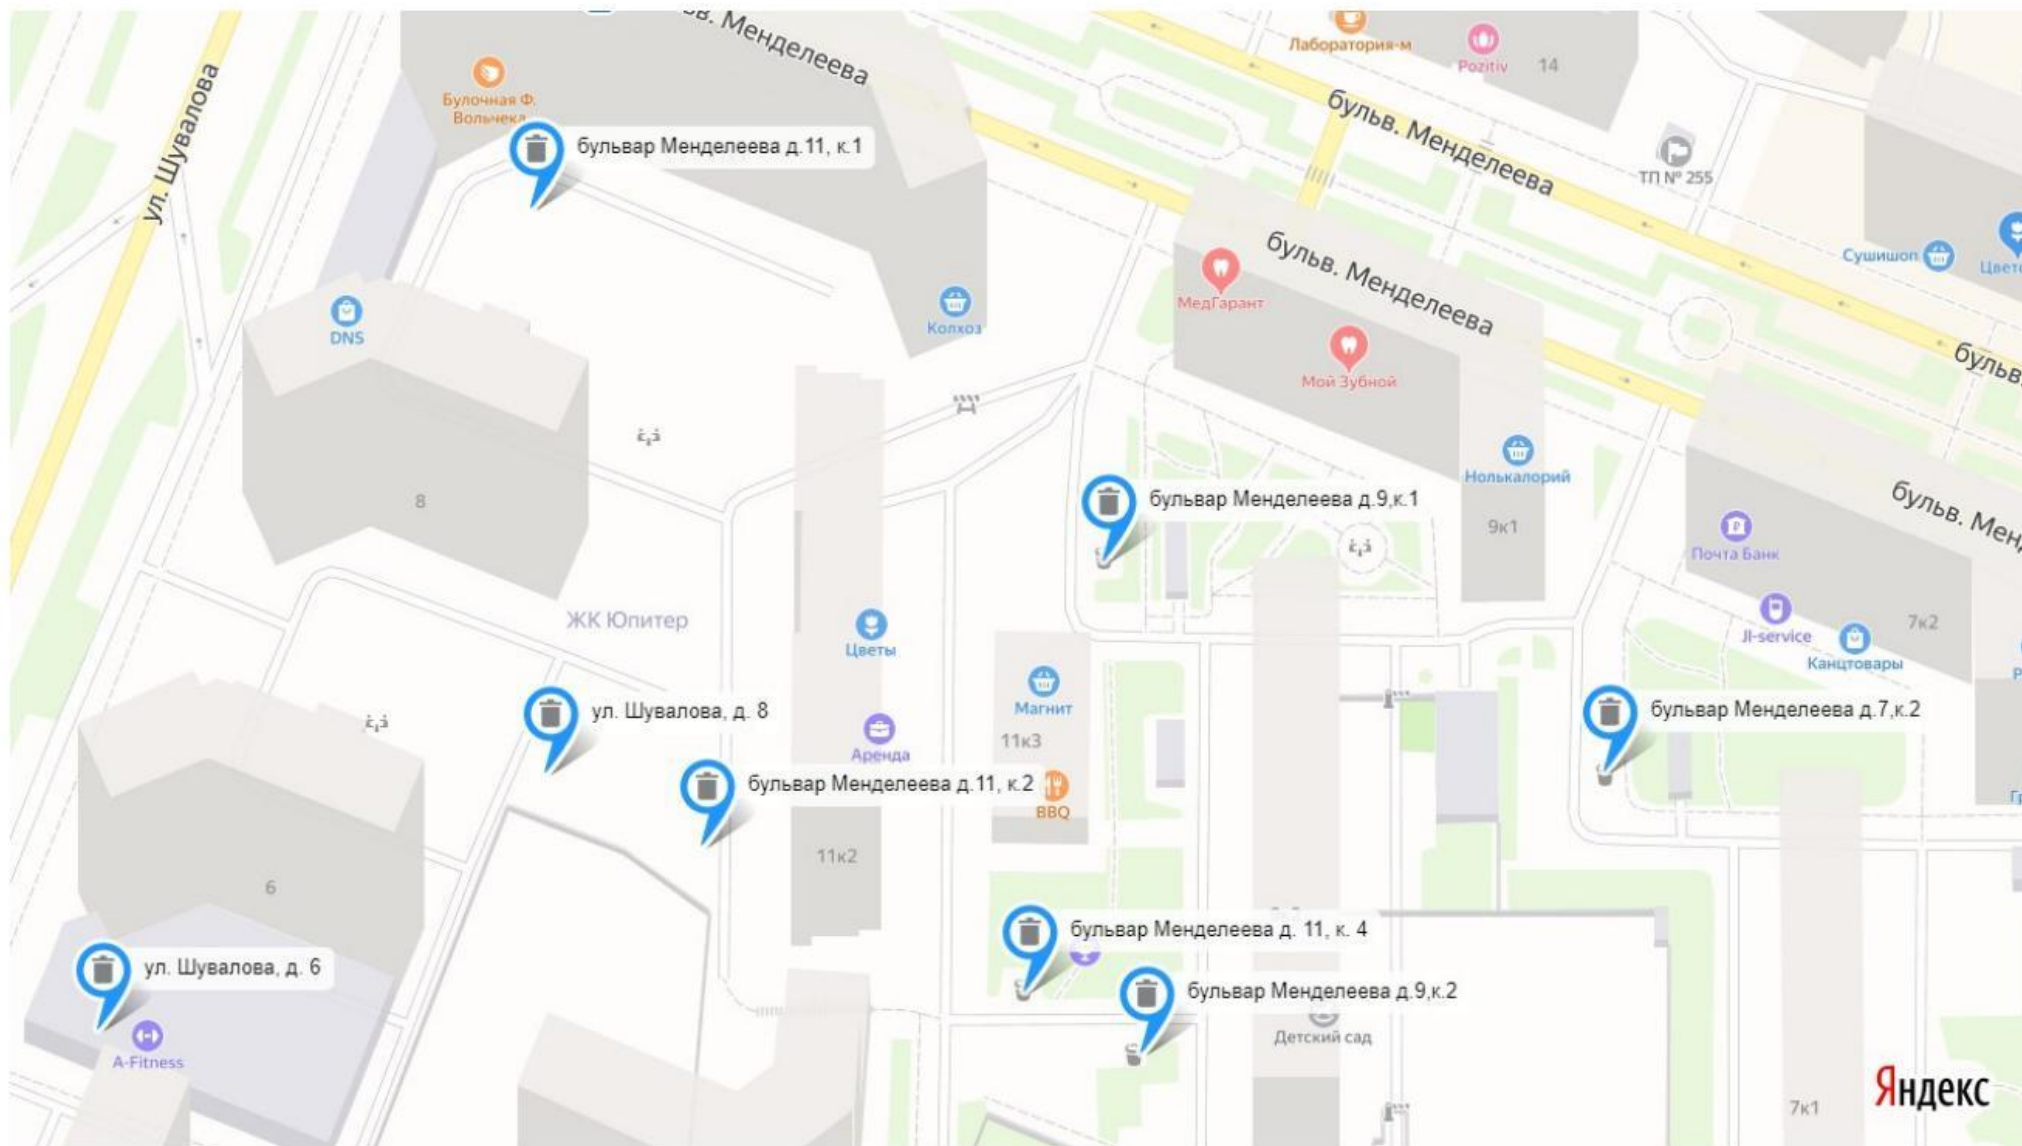 бульв. Менделеева
Лаборатория-м
Pozitiv
14
ул. Шувалова
Булочная Ф.
Вольчека
бульвар Менделеева д.11, к.1
бульв. Менделеева
ТП № 255
бульв. Менделеева
Сушишоп
МедГарант
DNS
Колхоз
Мой Зубной
Нолькалорий
8
бульвар Менделеева д.9,к.1
9к1
Почта Банк
ЖК Юпитер
Цветы
JI-service
7к2
Канцтовары
ул. Шувалова, д. 8
Магнит
бульвар Менделеева д.7,к.2
11к3
Аренда
бульвар Менделеева д.11, к.2
BBQ
11к2
6
бульвар Менделеева д. 11, к. 4
ул. Шувалова, д. 6
бульвар Менделеева д.9,к.2
Детский сад
A-Fitness
Яндекс
7к1